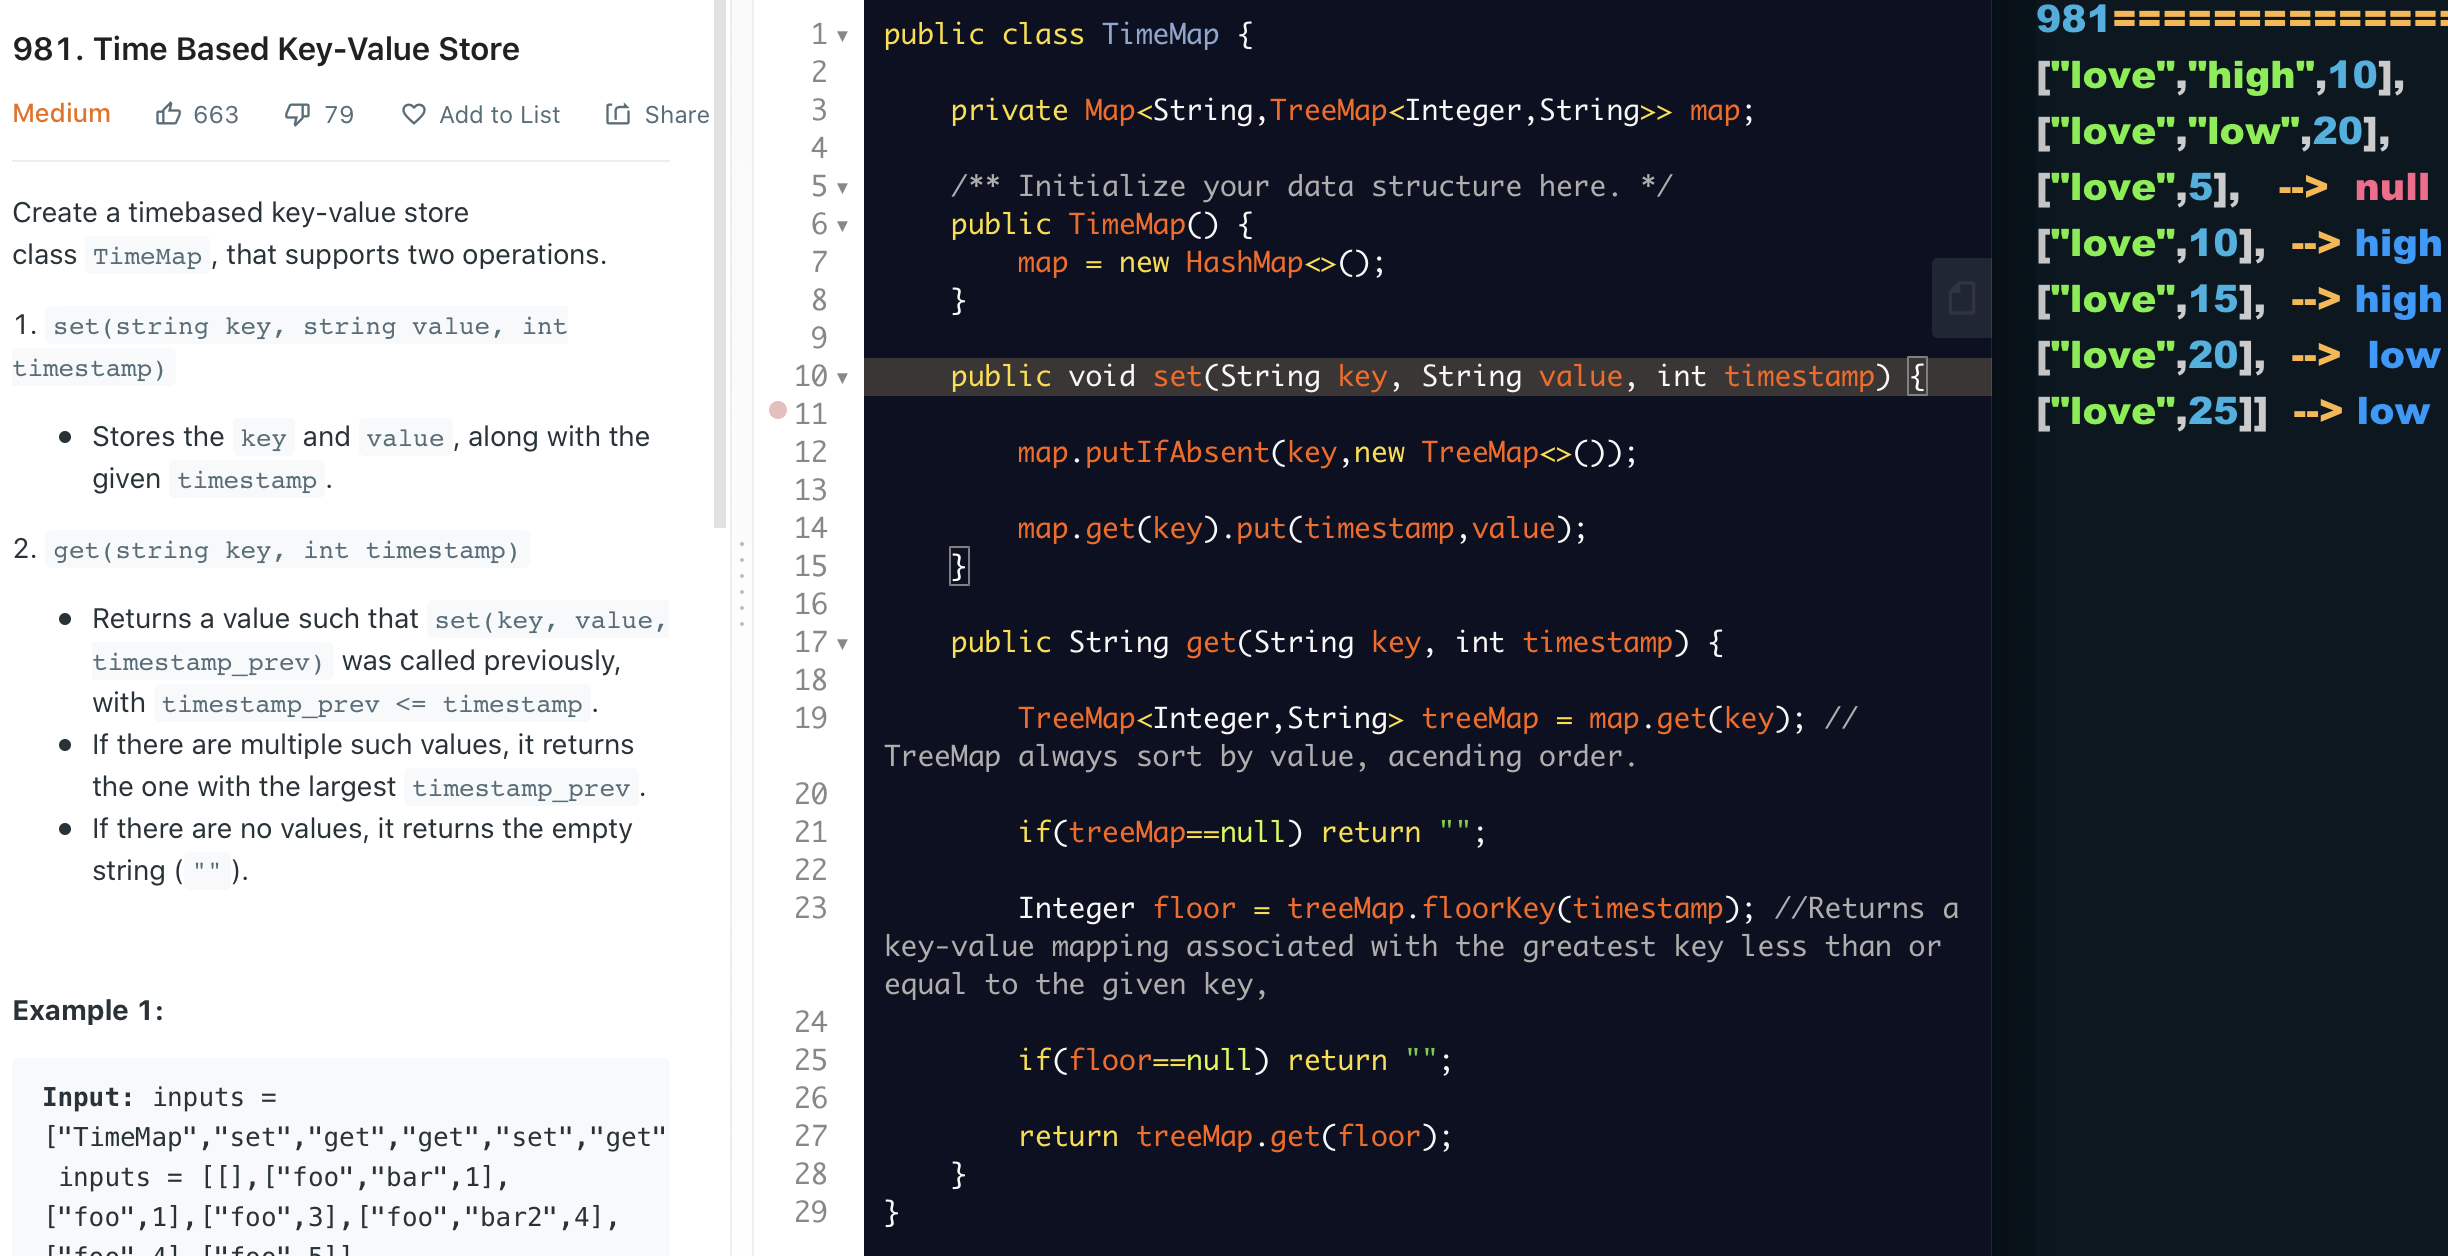 981. Time Based Key-Value Store
Medium 663 79 Add to List Share
Create a timebased key-value store
class TimeMap, that supports two operations.
1. set(string key, string value, int
timestamp)
• Stores the key and value, along with the
given timestamp.
2. get(string key, int timestamp)
• Returns a value such that set(key, value,
timestamp_prev) was called previously,
with timestamp_prev <= timestamp.
• If there are multiple such values, it returns
the one with the largest timestamp_prev.
• If there are no values, it returns the empty
string ("").
Example 1:
Input: inputs =
["TimeMap","set","get","get","set","get"
inputs = [[],["foo","bar",1],
["foo",1],["foo",3],["foo","bar2",4],
["foo",4],["foo",5]]
1 public class TimeMap {
2
3 private Map<String,TreeMap<Integer,String>> map;
4
5 /** Initialize your data structure here. */
6 public TimeMap() {
7 map = new HashMap<>();
8 }
9
10 public void set(String key, String value, int timestamp) {
11
12 map.putIfAbsent(key,new TreeMap<>());
13
14 map.get(key).put(timestamp,value);
15 }
16
17 public String get(String key, int timestamp) {
18
19 TreeMap<Integer,String> treeMap = map.get(key); //
TreeMap always sort by value, acending order.
20
21 if(treeMap==null) return "";
22
23 Integer floor = treeMap.floorKey(timestamp); //Returns a
key-value mapping associated with the greatest key less than or
equal to the given key,
24
25 if(floor==null) return "";
26
27 return treeMap.get(floor);
28 }
29 }
981==============
["love","high",10],
["love","low",20],
["love",5], --> null
["love",10], --> high
["love",15], --> high
["love",20], --> low
["love",25]] --> low